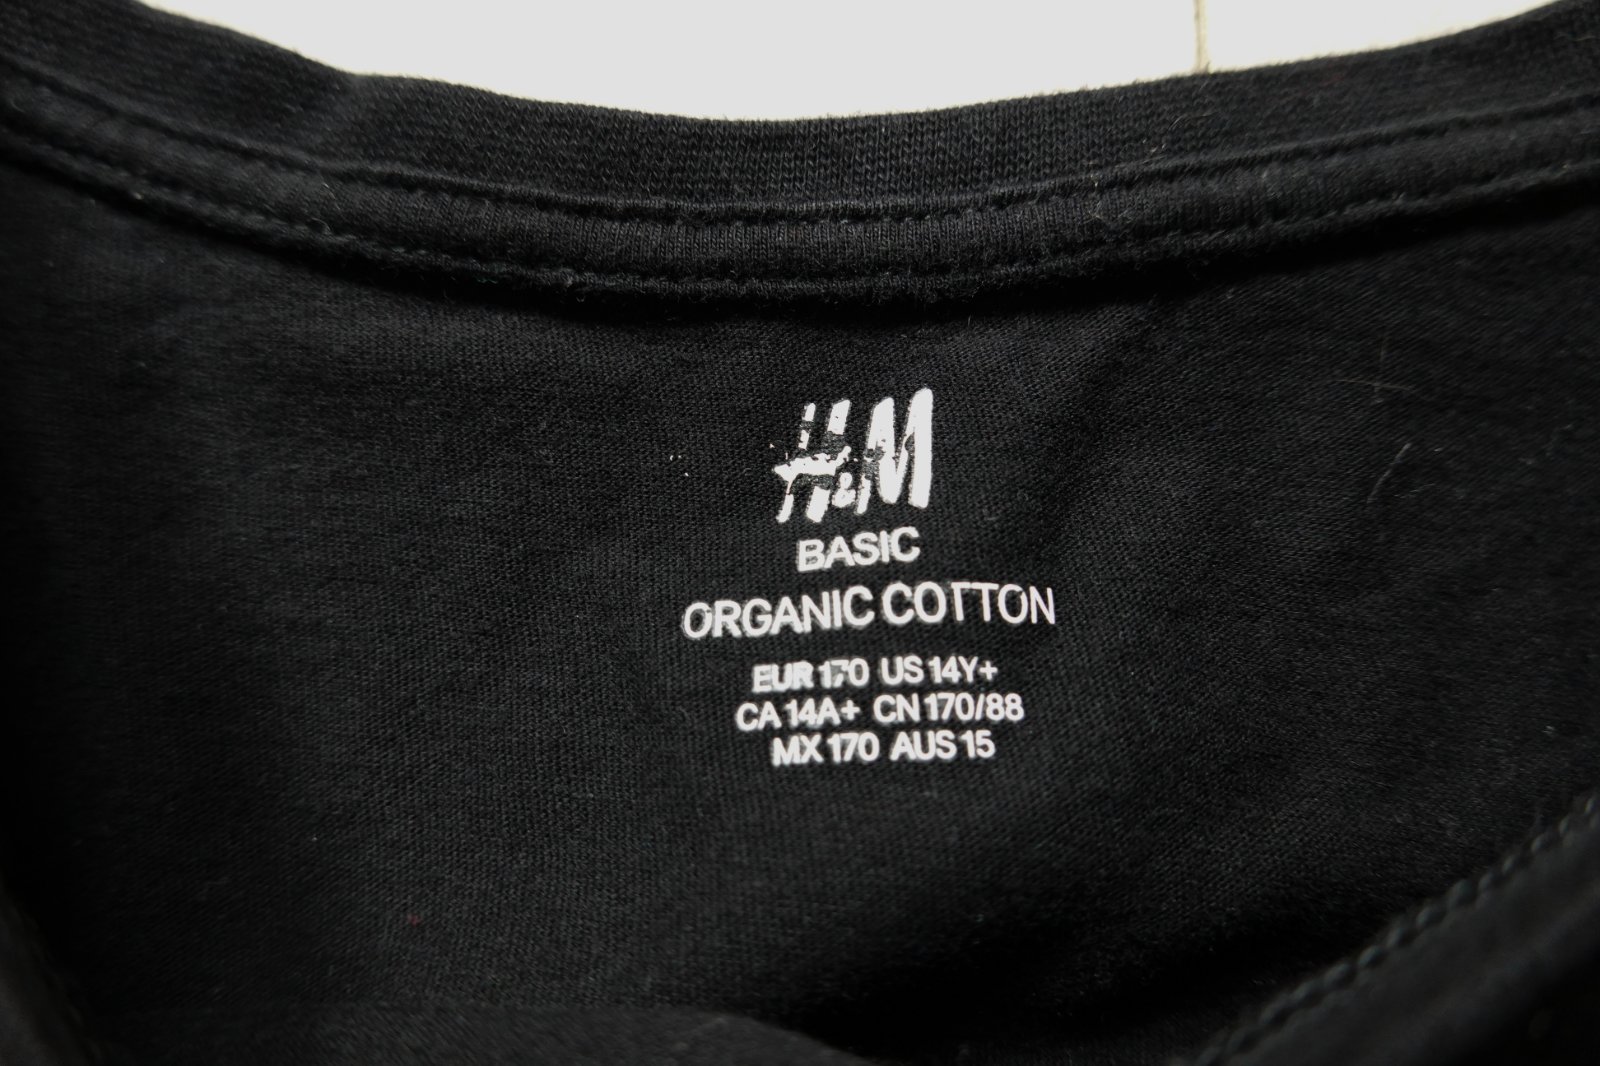 H&M
BASIC
ORGANIC COTTON
EUR 170 US 14Y+
CA 14A+ CN 170/88
MX 170 AUS 15